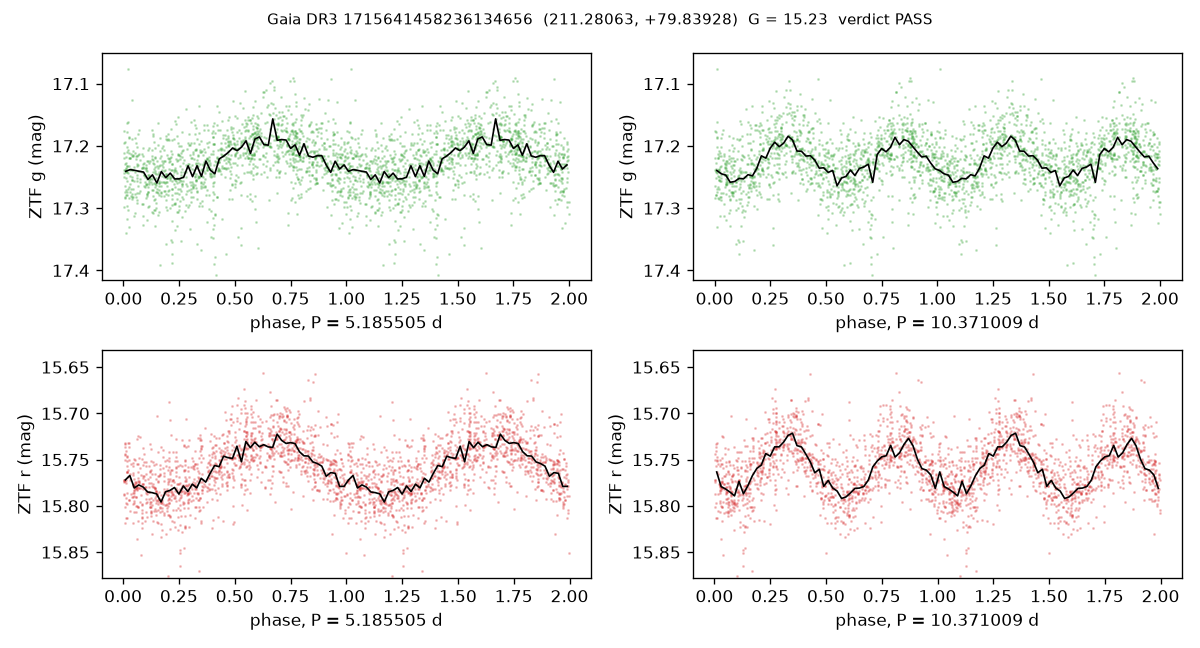 Gaia DR3 1715641458236134656 (211.28063, +79.83928) G = 15.23 verdict PASS
ZTF g (mag)
17.1
17.2
17.3
17.4
0.00 0.25 0.50 0.75 1.00 1.25 1.50 1.75 2.00
phase, P = 5.185505 d
ZTF g (mag)
17.1
17.2
17.3
17.4
0.00 0.25 0.50 0.75 1.00 1.25 1.50 1.75 2.00
phase, P = 10.371009 d
ZTF r (mag)
15.65
15.70
15.75
15.80
15.85
0.00 0.25 0.50 0.75 1.00 1.25 1.50 1.75 2.00
phase, P = 5.185505 d
ZTF r (mag)
15.65
15.70
15.75
15.80
15.85
0.00 0.25 0.50 0.75 1.00 1.25 1.50 1.75 2.00
phase, P = 10.371009 d